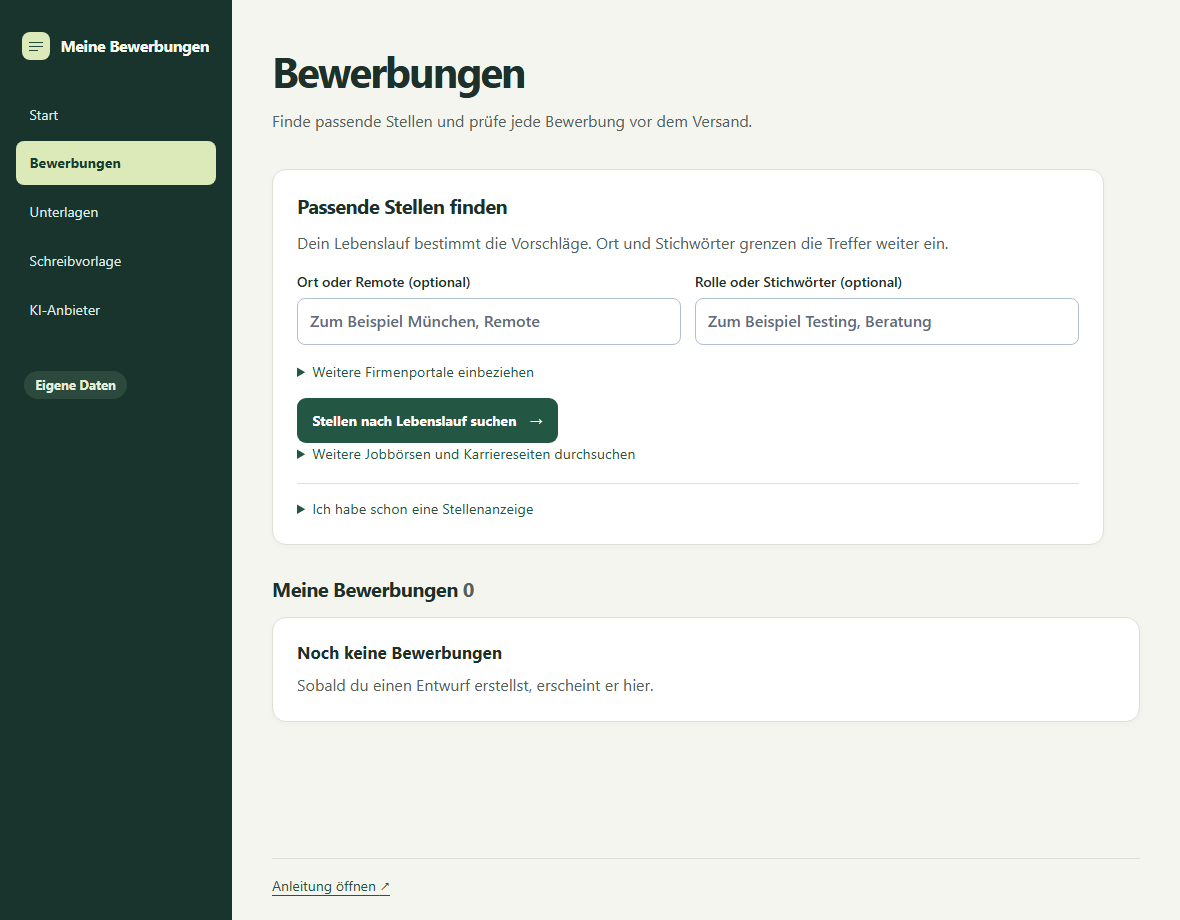 Meine Bewerbungen
Start
Bewerbungen
Unterlagen
Schreibvorlage
KI-Anbieter
Eigene Daten
Bewerbungen
Finde passende Stellen und prüfe jede Bewerbung vor dem Versand.
Passende Stellen finden
Dein Lebenslauf bestimmt die Vorschläge. Ort und Stichwörter grenzen die Treffer weiter ein.
Ort oder Remote (optional)
Zum Beispiel München, Remote
Rolle oder Stichwörter (optional)
Zum Beispiel Testing, Beratung
▶ Weitere Firmenportale einbeziehen
Stellen nach Lebenslauf suchen →
▶ Weitere Jobbörsen und Karriereseiten durchsuchen
▶ Ich habe schon eine Stellenanzeige
Meine Bewerbungen 0
Noch keine Bewerbungen
Sobald du einen Entwurf erstellst, erscheint er hier.
Anleitung öffnen ↗